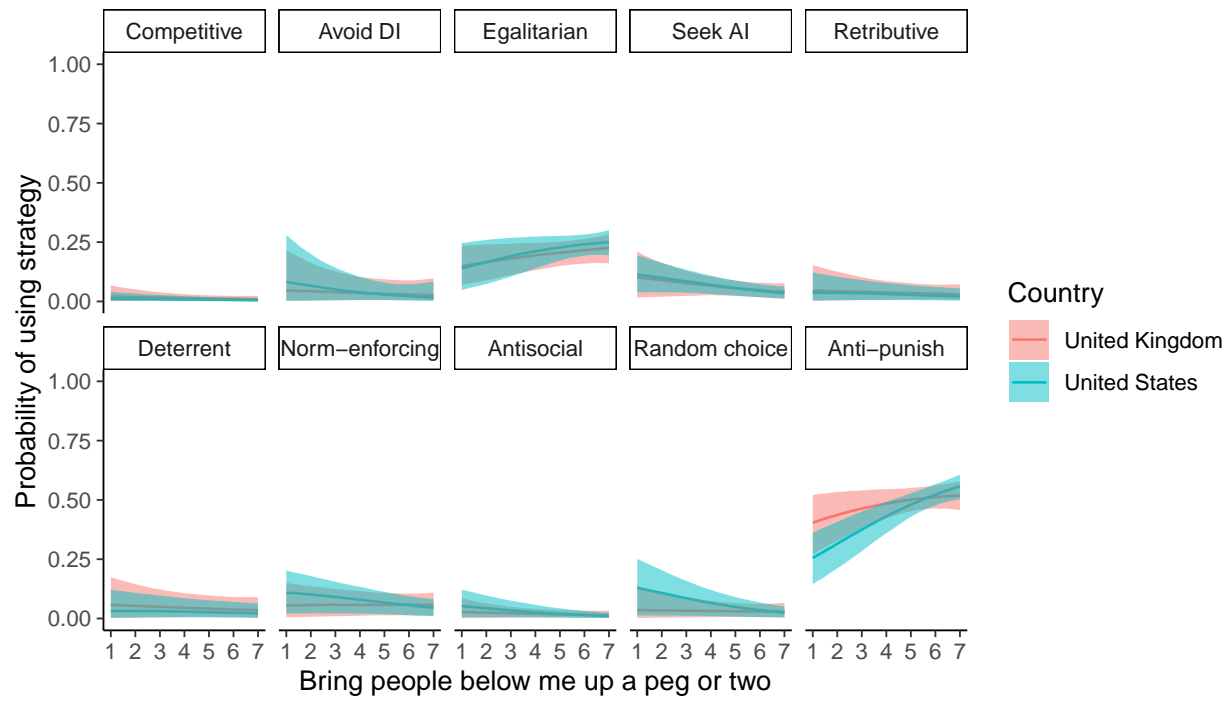 Competitive Avoid DI Egalitarian Seek AI Retributive
1.00
0.75
0.50
0.25
0.00
Deterrent Norm−enforcing Antisocial Random choice Anti−punish
1.00
0.75
0.50
0.25
0.00
1 2 3 4 5 6 7 1 2 3 4 5 6 7 1 2 3 4 5 6 7 1 2 3 4 5 6 7 1 2 3 4 5 6 7
Bring people below me up a peg or two
Probability of using strategy
Country
United Kingdom
United States